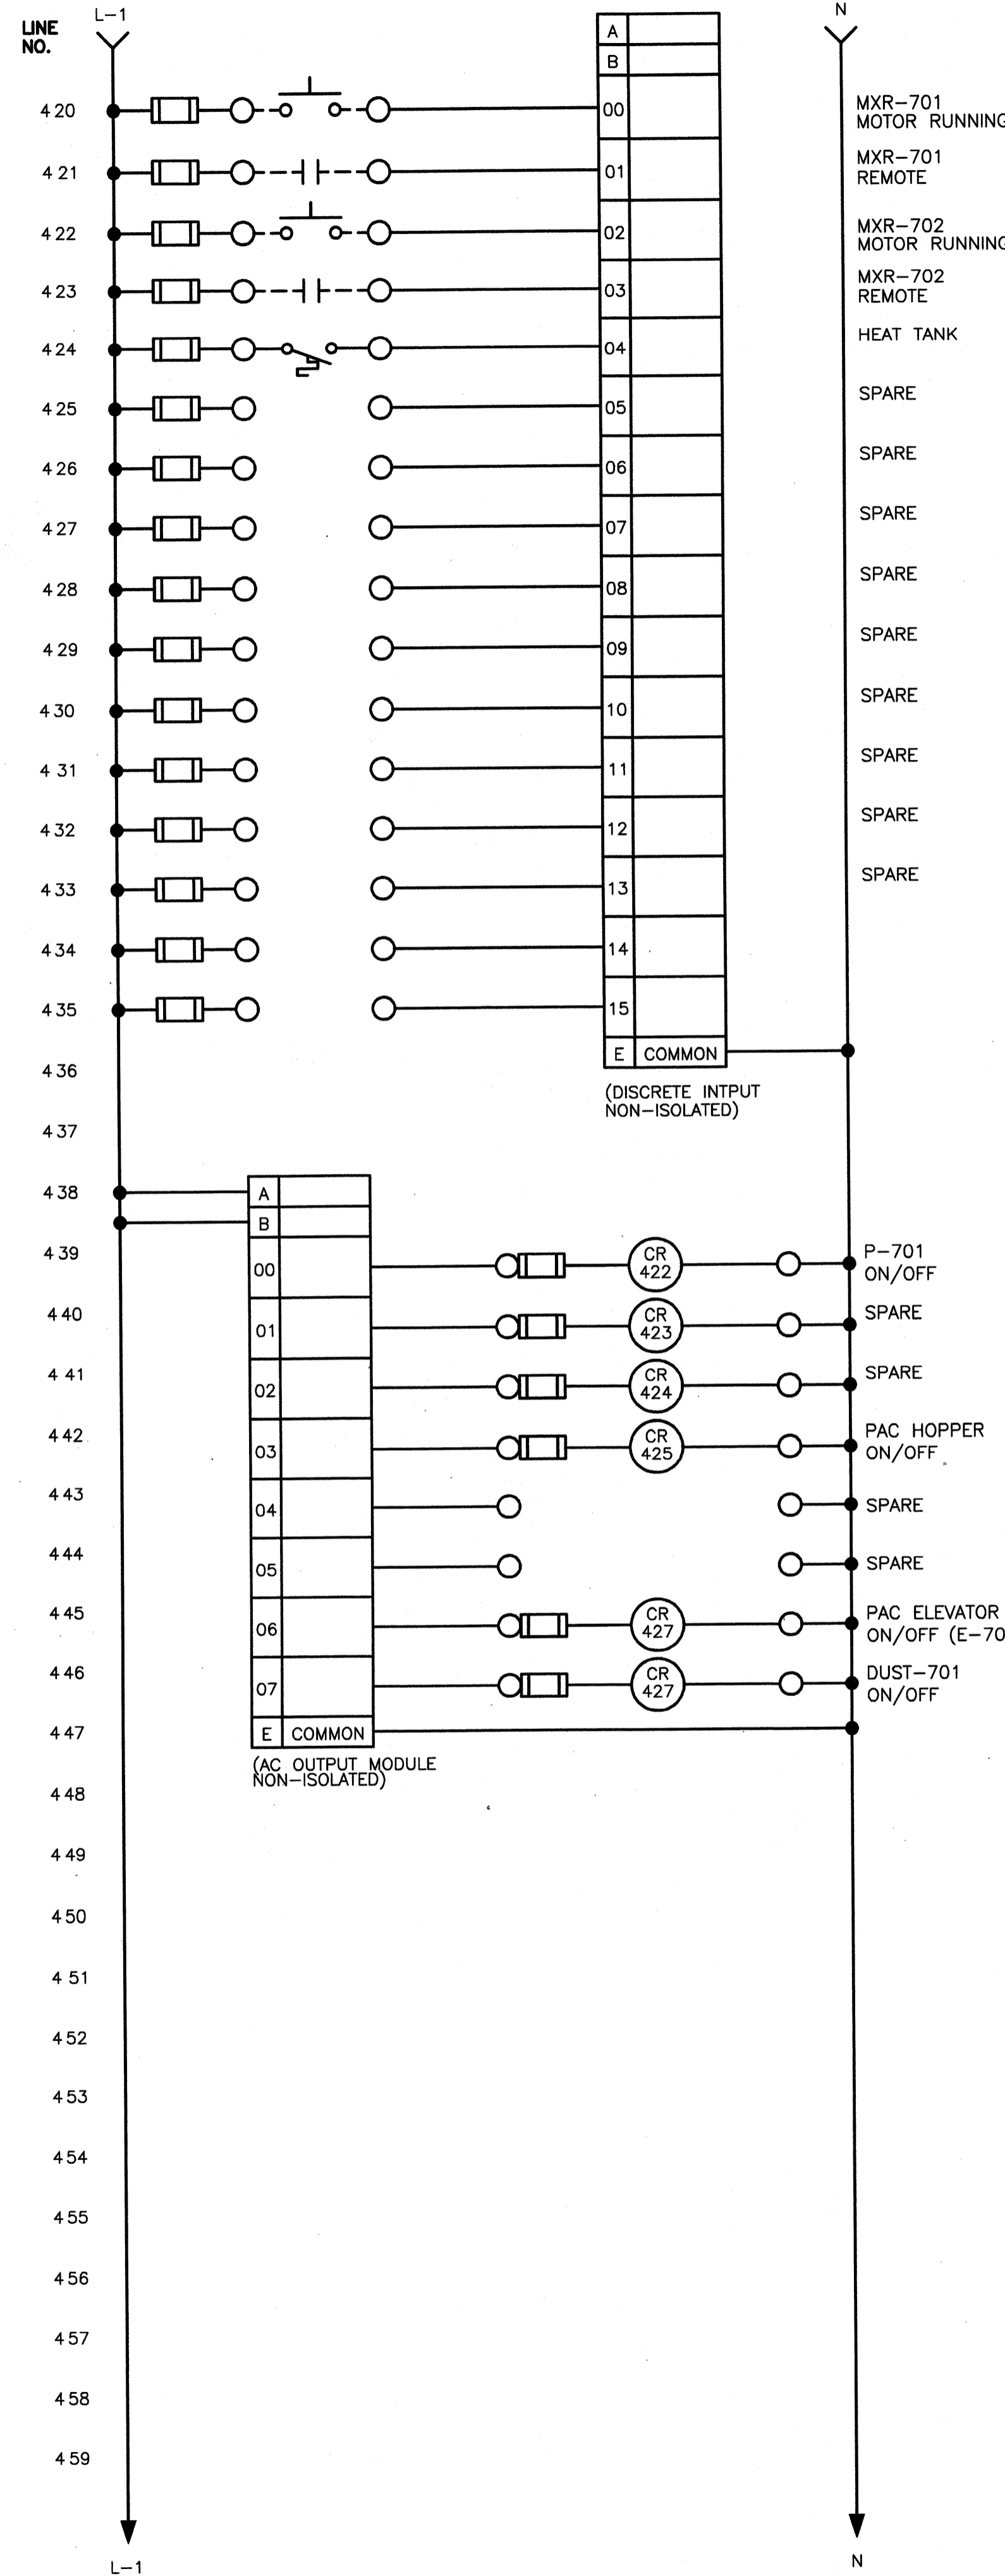 L-1
N
LINE
NO.
A
B
420
00
MXR-701
MOTOR RUNNING
421
01
MXR-701
REMOTE
422
02
MXR-702
MOTOR RUNNING
423
03
MXR-702
REMOTE
424
04
HEAT TANK
425
05
SPARE
426
06
SPARE
427
07
SPARE
428
08
SPARE
429
09
SPARE
430
10
SPARE
431
11
SPARE
432
12
SPARE
433
13
SPARE
434
14
435
15
E COMMON
436
(DISCRETE INTPUT
NON-ISOLATED)
437
438
A
B
439
00
CR
422
P-701
ON/OFF
440
01
CR
423
SPARE
441
02
CR
424
SPARE
442
03
CR
425
PAC HOPPER
ON/OFF
443
04
SPARE
444
05
SPARE
445
06
CR
427
PAC ELEVATOR
ON/OFF (E-70
446
07
CR
427
DUST-701
ON/OFF
447
E COMMON
(AC OUTPUT MODULE
NON-ISOLATED)
448
449
450
451
452
453
454
455
456
457
458
459
L-1
N